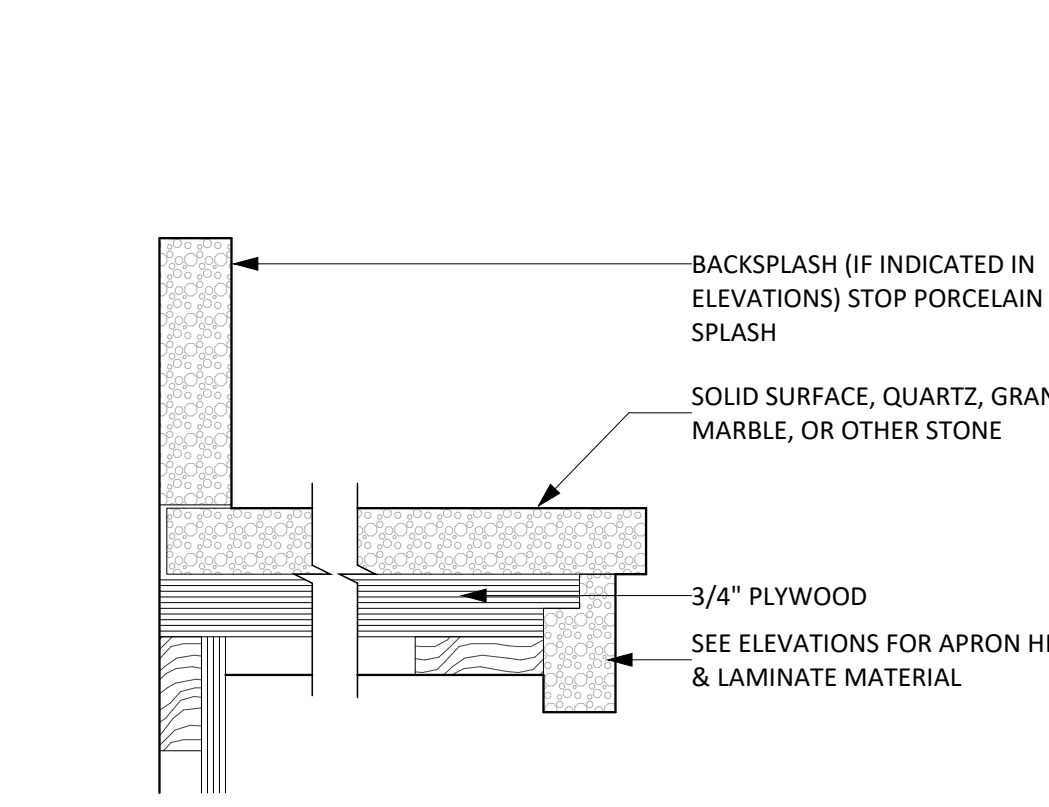 BACKSPLASH (IF INDICATED IN
ELEVATIONS) STOP PORCELAIN
SPLASH
SOLID SURFACE, QUARTZ,
MARBLE, OR OTHER STONE
3/4" PLYWOOD
SEE ELEVATIONS FOR APRON
& LAMINATE MATERIAL